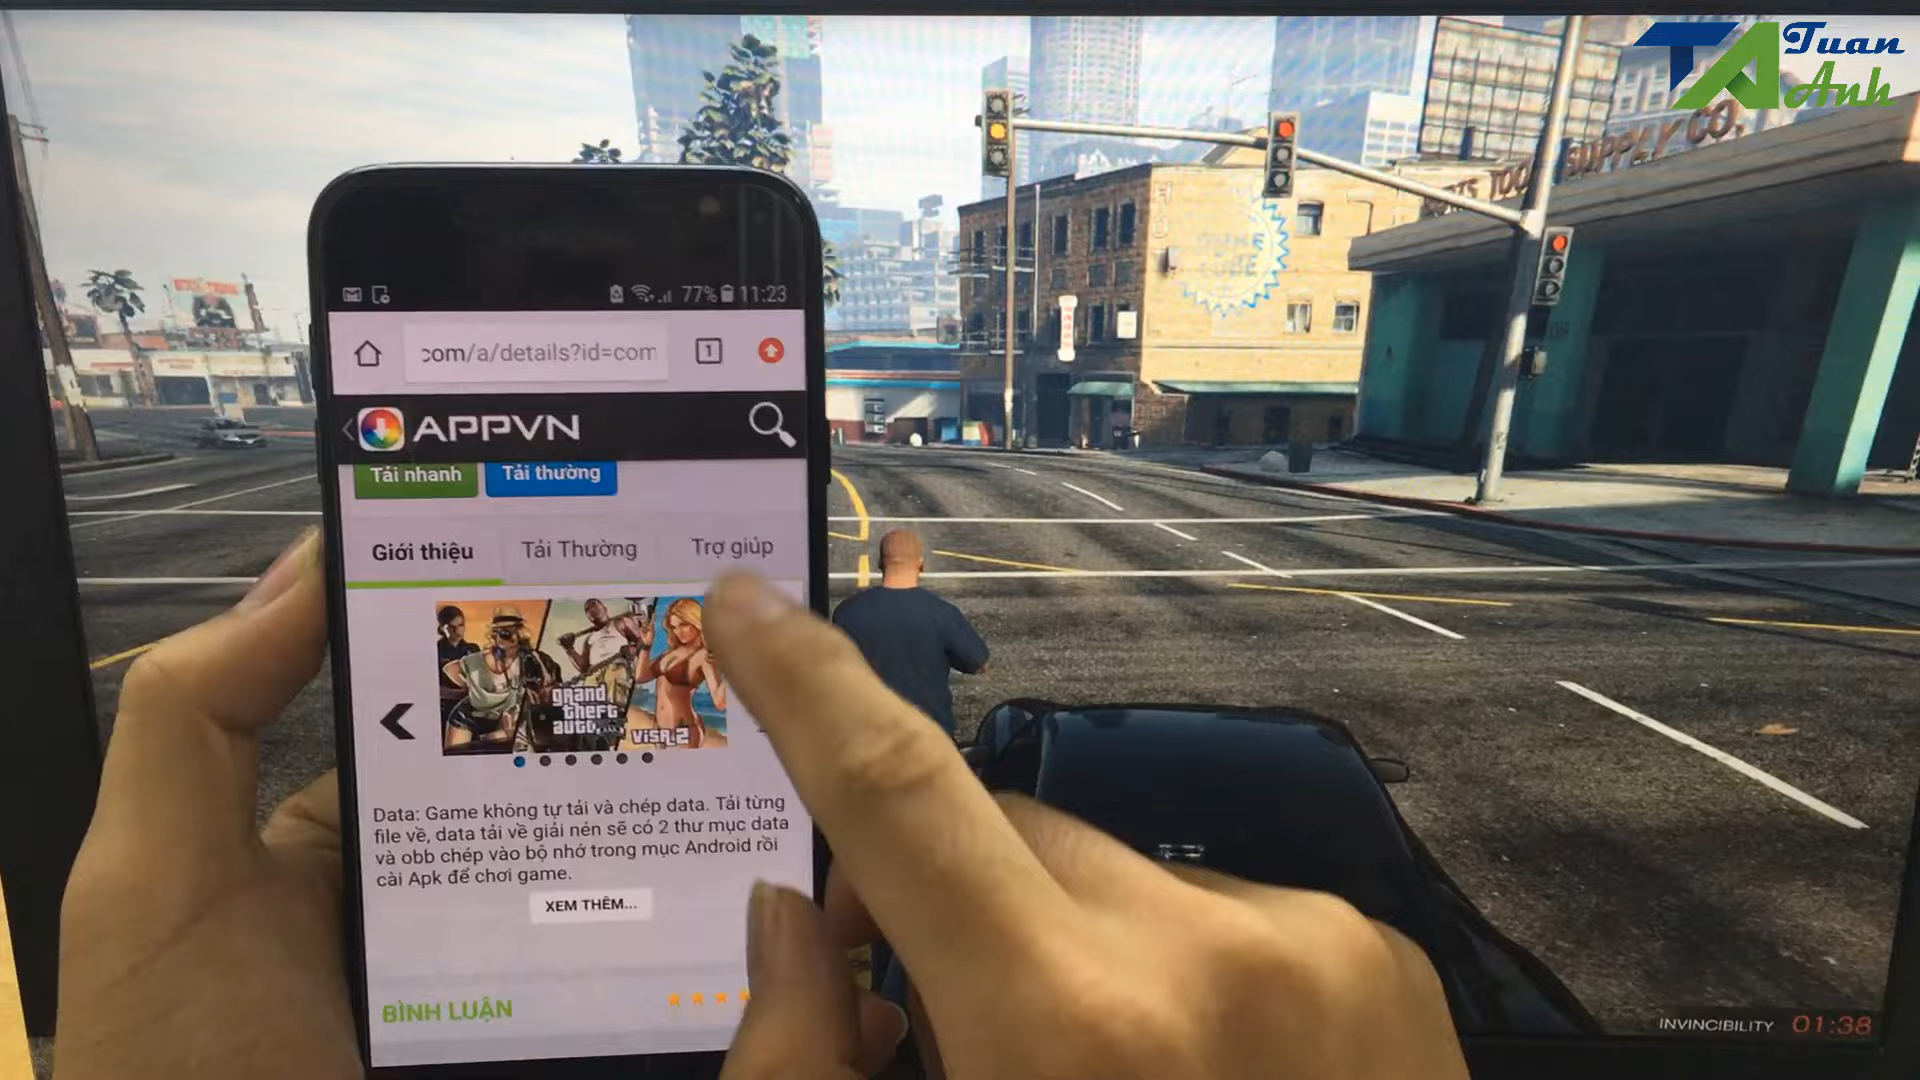 Tuan
Anh
SUPPLY CO.
77% 11:23
com/a/details?id=com
1
APPVN
Tải nhanh
Tải thường
Giới thiệu
Tải Thường
Trợ giúp
grand
theft
auto
VISA 2
Data: Game không tự tải và chép data. Tải từng
file về, data tải về giải nén sẽ có 2 thư mục data
và obb chép vào bộ nhớ trong mục Android rồi
cài Apk để chơi game.
XEM THÊM...
BÌNH LUẬN
INVINCIBILITY 01:38